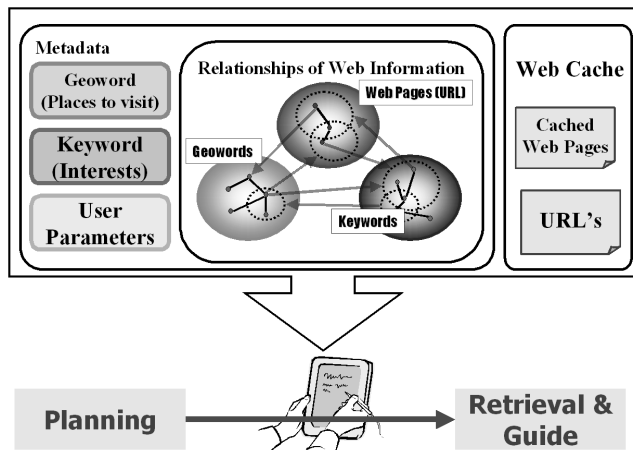 Metadata
Geoword
(Places to visit)
Keyword
(Interests)
User
Parameters
Relationships of Web Information
Web Pages (URL)
Geowords
Keywords
Web Cache
Cached
Web Pages
URL's
Planning
Retrieval &
Guide